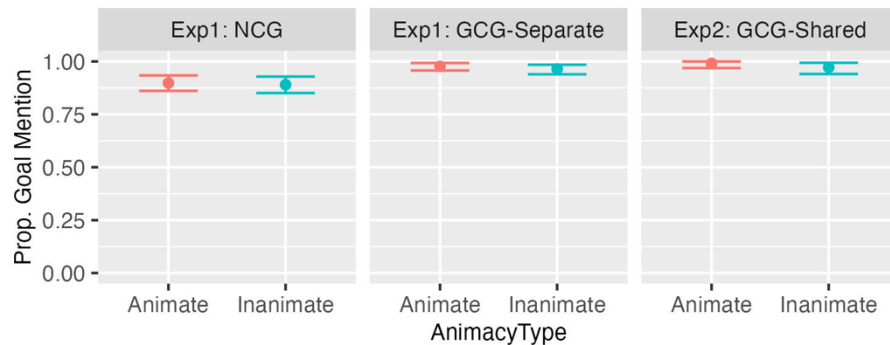 Exp1: NCG
Exp1: GCG-Separate
Exp2: GCG-Shared
Prop. Goal Mention
1.00
0.75
0.50
0.25
0.00
Animate Inanimate
Animate Inanimate
Animate Inanimate
AnimacyType